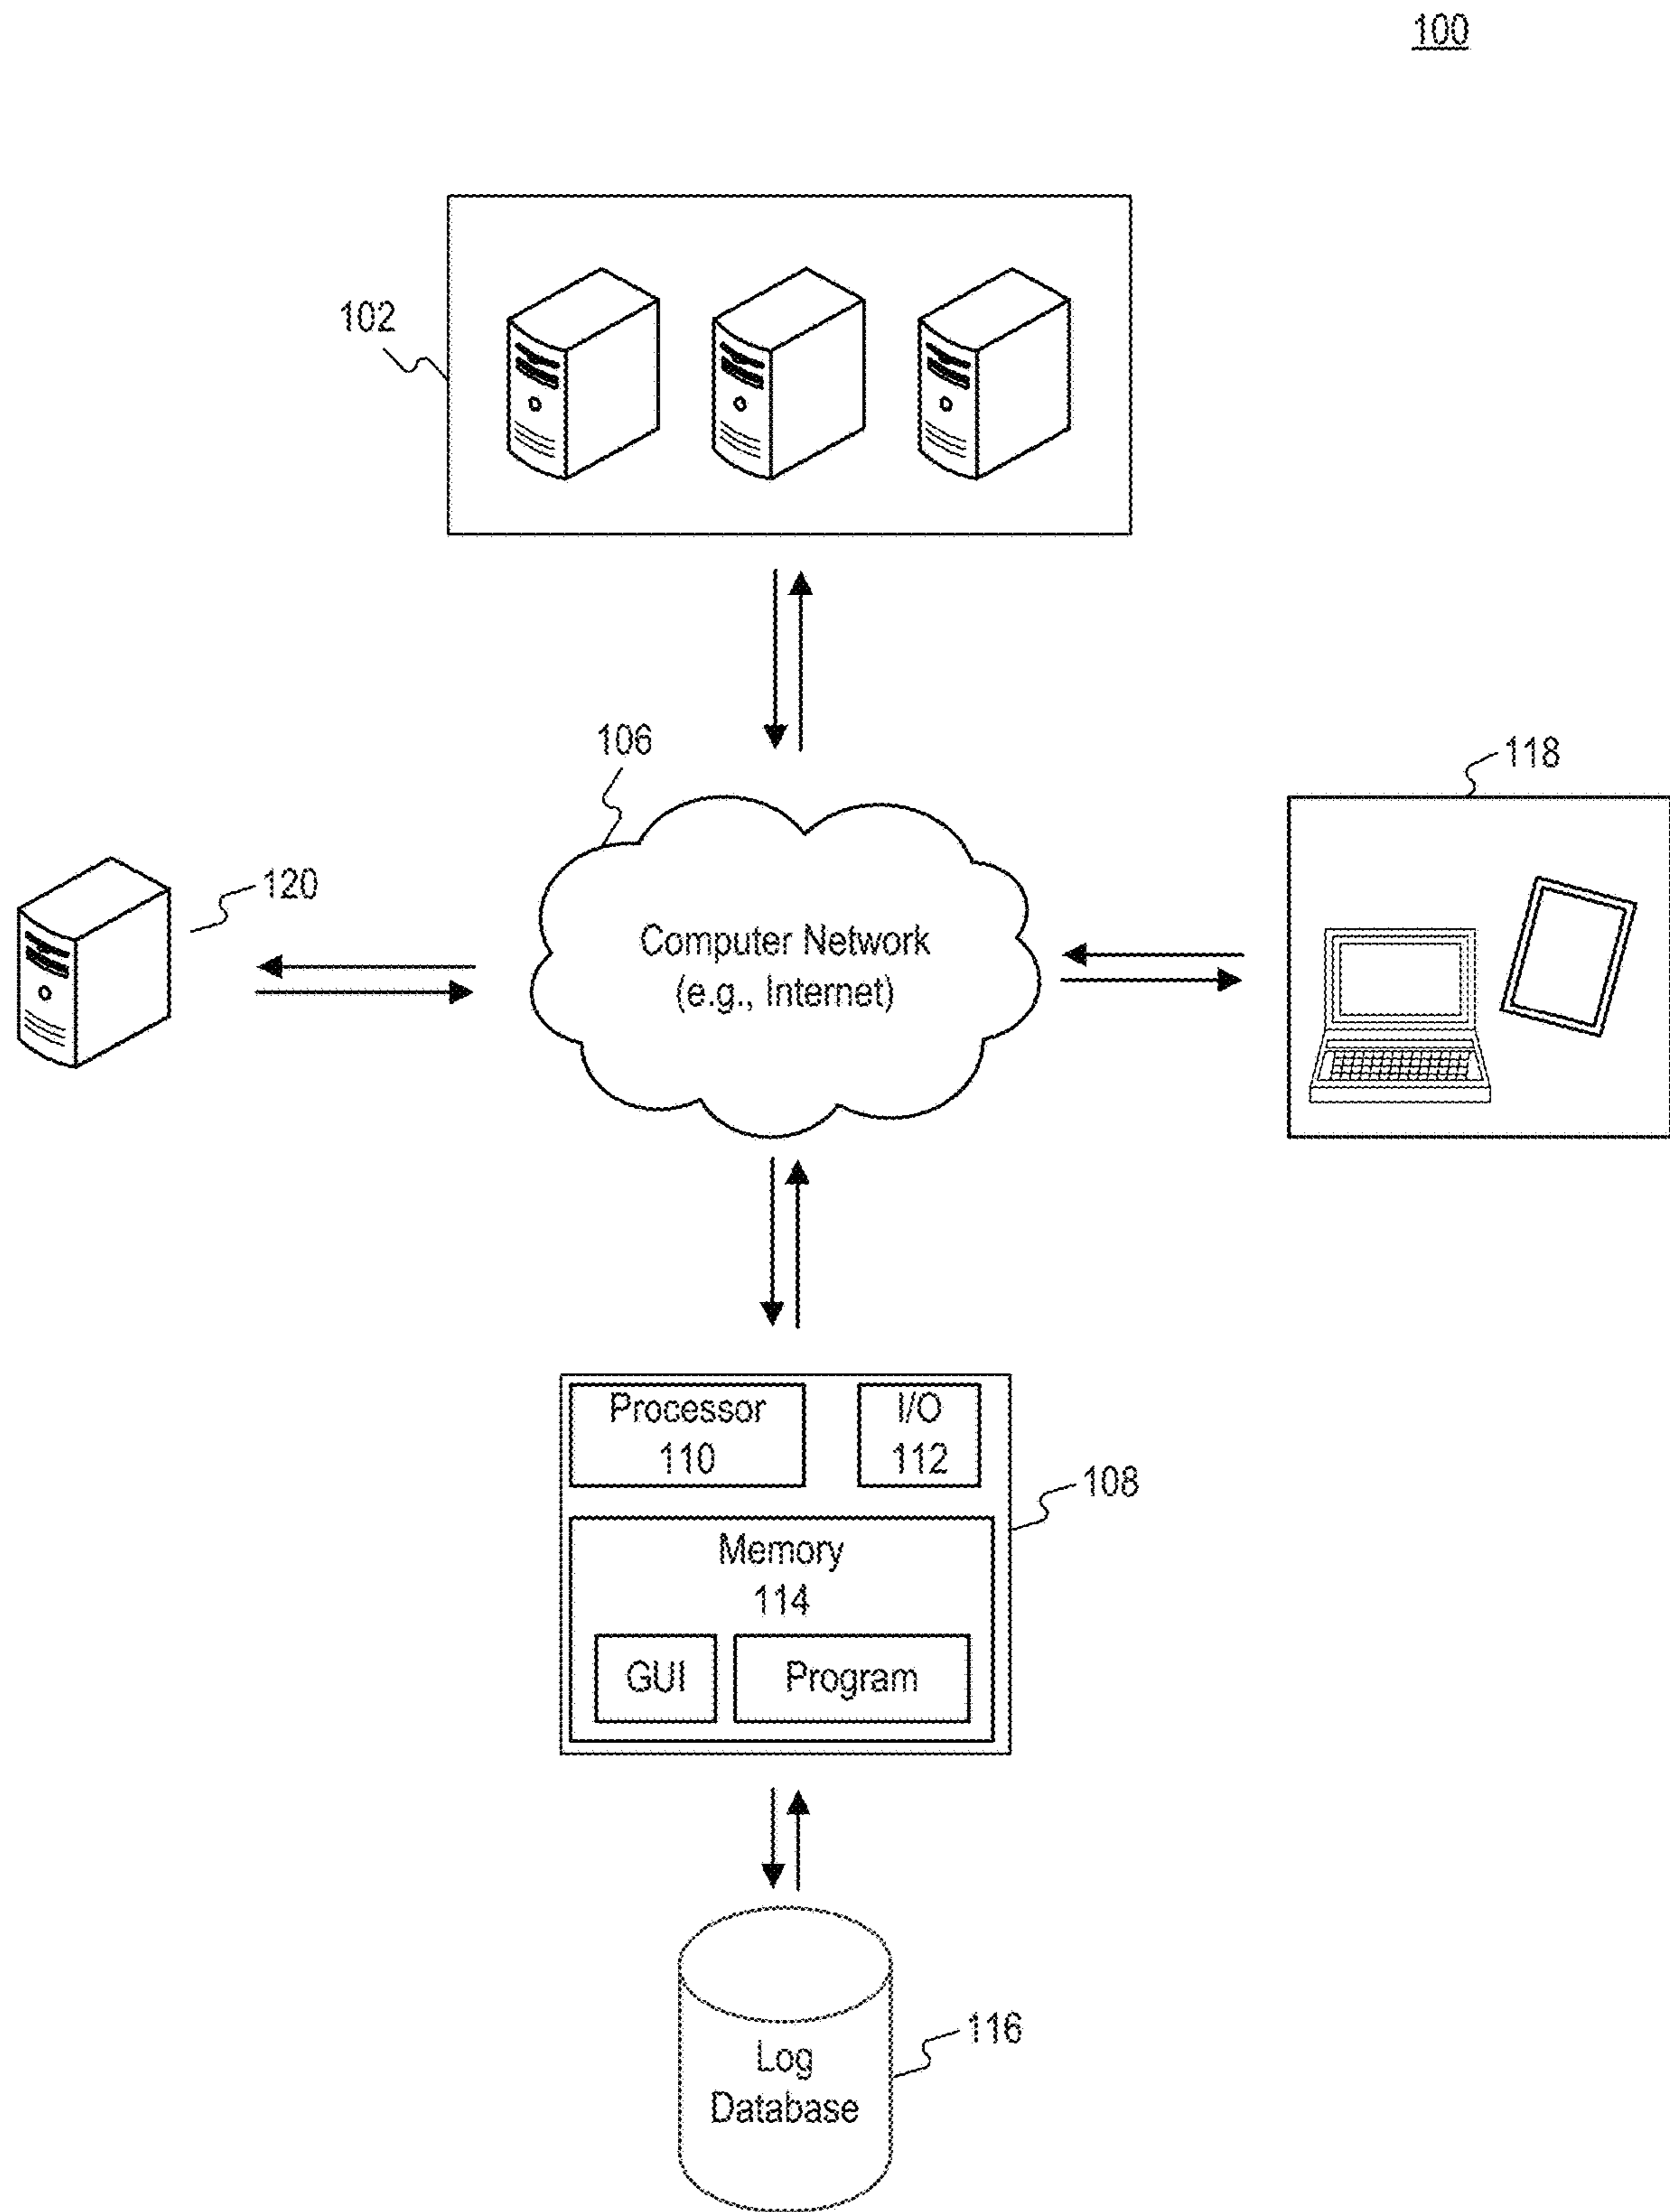 100
102
106
118
120
Computer Network
(e.g., Internet)
Processor
110
I/O
112
108
Memory
114
GUI
Program
116
Log
Database